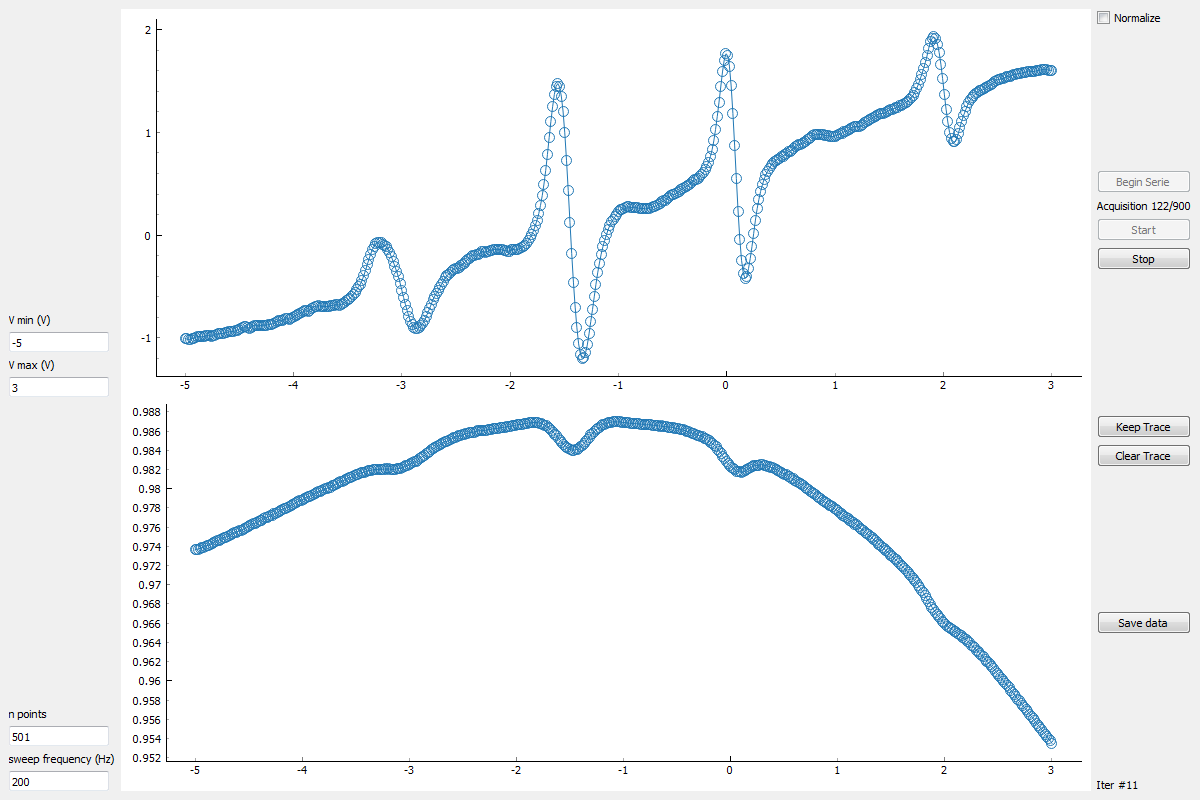 Normalize
2
1
0
-1
-5 -4 -3 -2 -1 0 1 2 3
Begin Serie
Acquisition 122/900
Start
Stop
V min (V)
-5
V max (V)
3
0.988
0.986
0.984
0.982
0.98
0.978
0.976
0.974
0.972
0.97
0.968
0.966
0.964
0.962
0.96
0.958
0.956
0.954
0.952
-5 -4 -3 -2 -1 0 1 2 3
Keep Trace
Clear Trace
Save data
n points
501
sweep frequency (Hz)
200
Iter #11